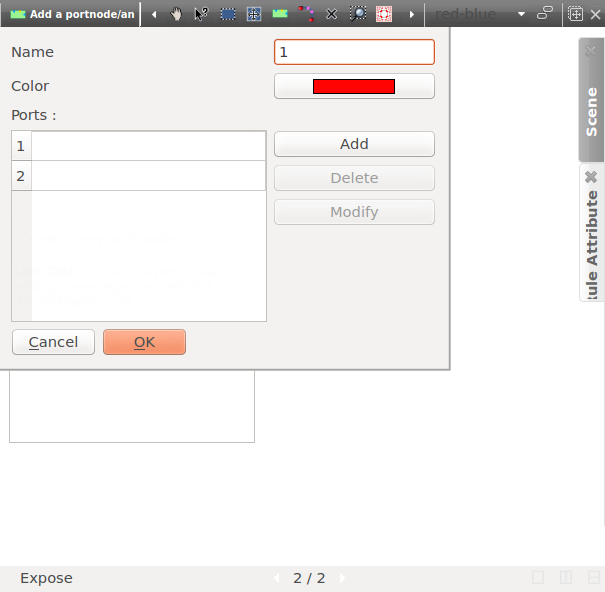 Add a portnode/an
red-blue
Name
1
Color
Ports :
1
2
Add
Delete
Modify
Cancel
OK
Scene
ule Attribute
Expose
2 / 2